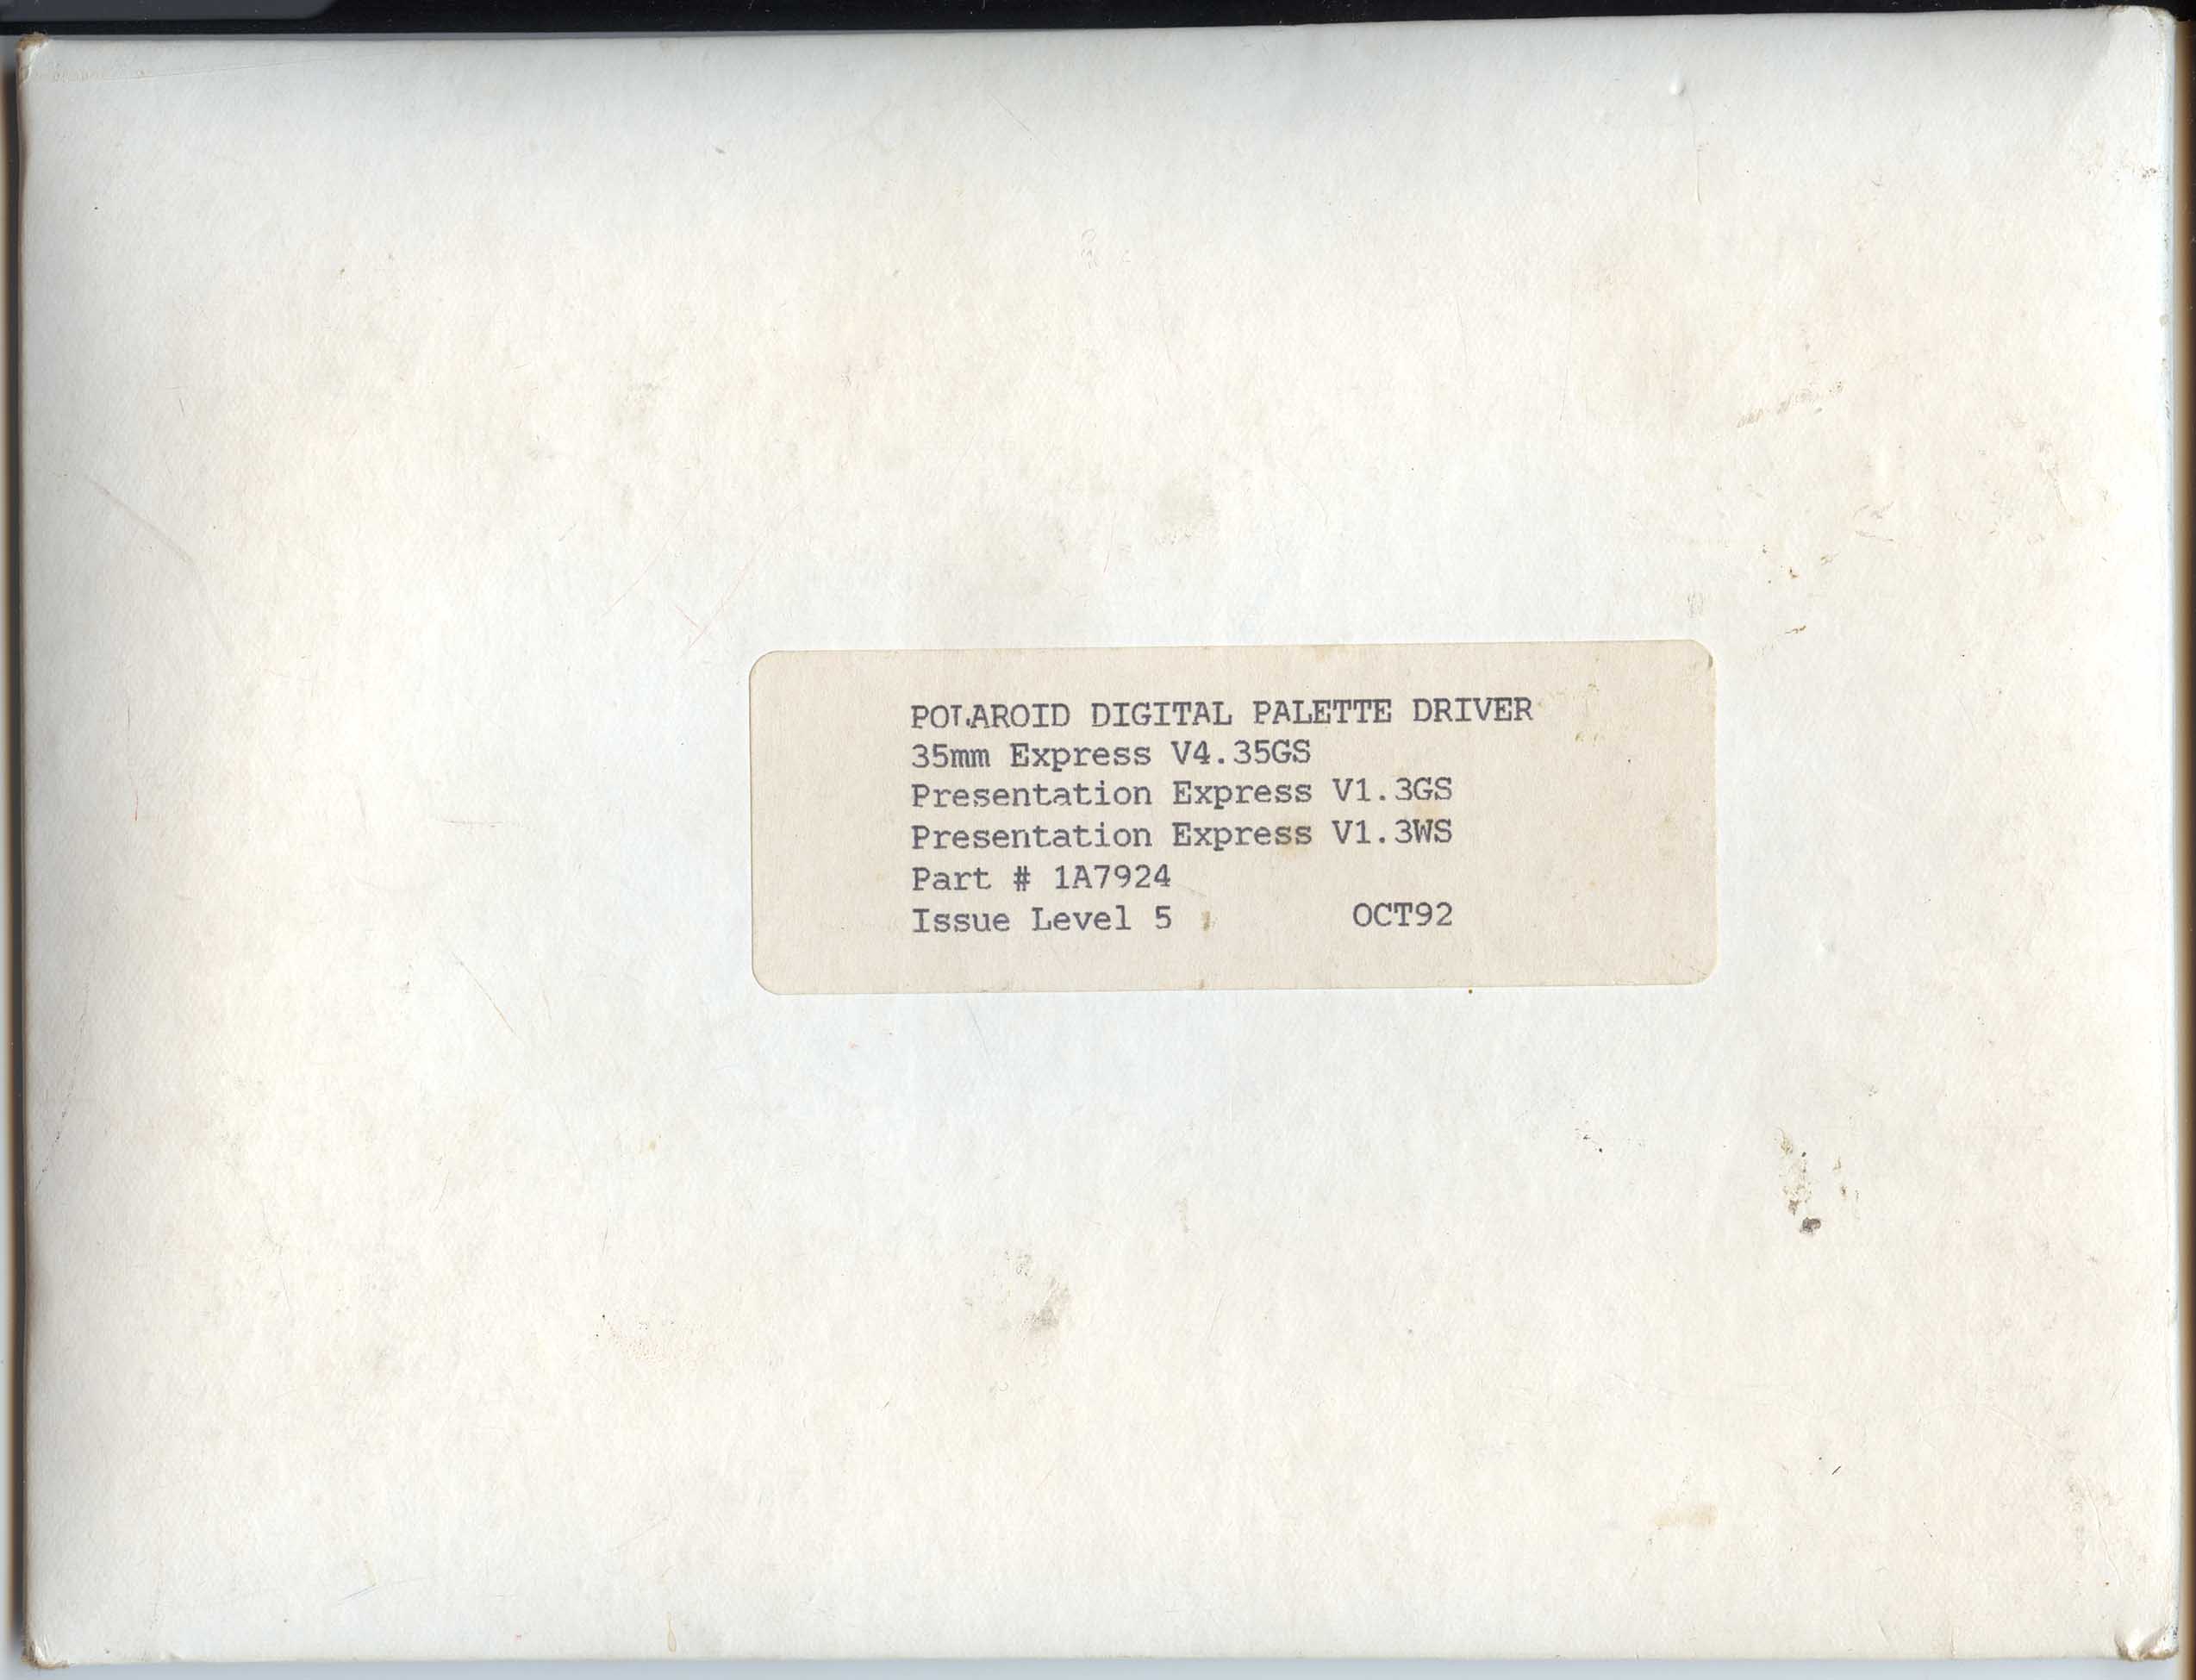 POLAROID DIGITAL PALETTE DRIVER
35mm Express V4.35GS
Presentation Express V1.3GS
Presentation Express V1.3WS
Part # 1A7924
Issue Level 5 OCT92